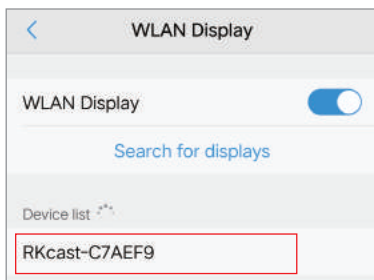 WLAN Display
WLAN Display
Search for displays
Device list
RKcast-C7AEF9